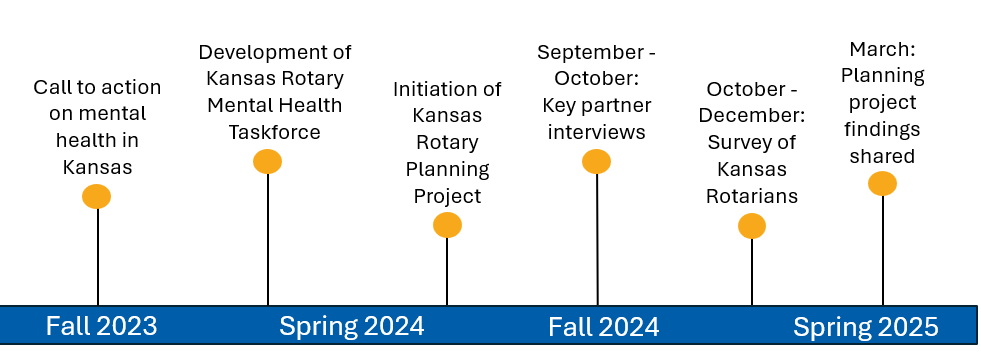 Call to action
on mental
health in
Kansas
Development of
Kansas Rotary
Mental Health
Taskforce
Initiation of
Kansas
Rotary
Planning
Project
September -
October:
Key partner
interviews
October -
December:
Survey of
Kansas
Rotarians
March:
Planning
project
findings
shared
Fall 2023
Spring 2024
Fall 2024
Spring 2025